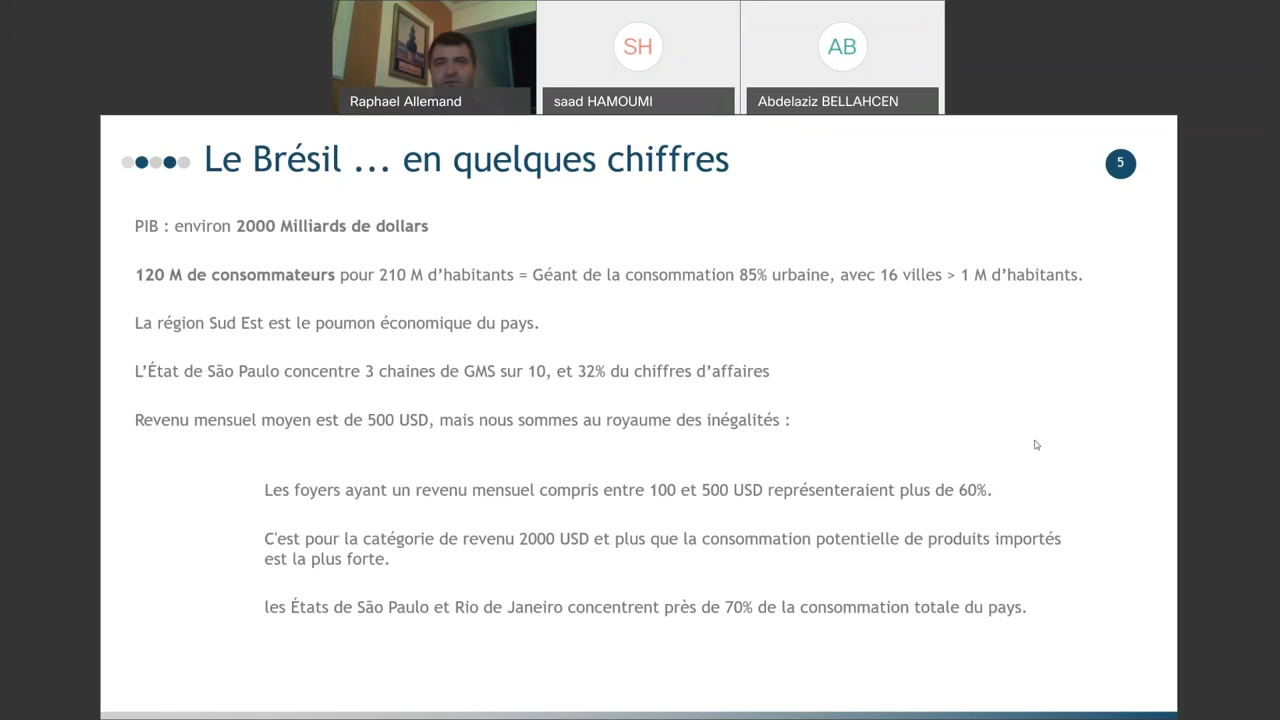 Raphael Allemand
SH
saad HAMOUMI
AB
Abdelaziz BELLAHCEN
Le Brésil ... en quelques chiffres
5
PIB : environ 2000 Milliards de dollars
120 M de consommateurs pour 210 M d’habitants = Géant de la consommation 85% urbaine, avec 16 villes > 1 M d’habitants.
La région Sud Est est le poumon économique du pays.
L’État de São Paulo concentre 3 chaines de GMS sur 10, et 32% du chiffres d’affaires
Revenu mensuel moyen est de 500 USD, mais nous sommes au royaume des inégalités :
Les foyers ayant un revenu mensuel compris entre 100 et 500 USD représenteraient plus de 60%.
C'est pour la catégorie de revenu 2000 USD et plus que la consommation potentielle de produits importés
est la plus forte.
les États de São Paulo et Rio de Janeiro concentrent près de 70% de la consommation totale du pays.